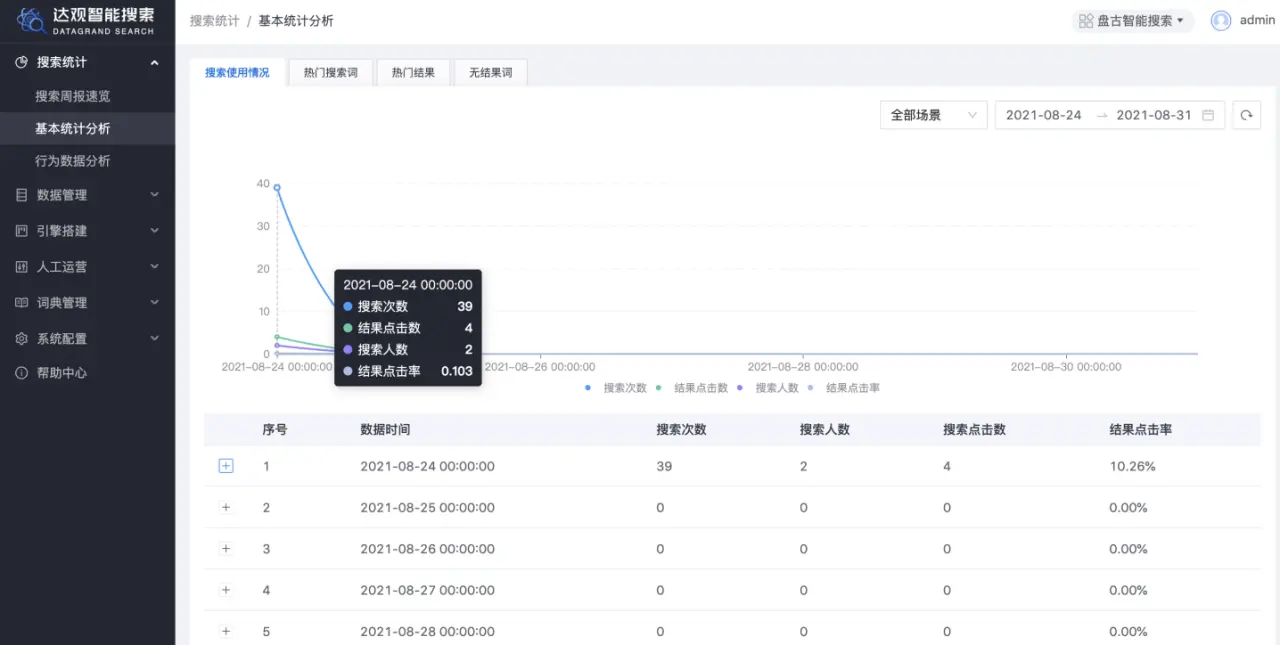 达观智能搜索
DATAGRAND SEARCH
搜索统计 / 基本统计分析
盘古智能搜索
admin
搜索统计
搜索周报速览
基本统计分析
行为数据分析
数据管理
引擎搭建
人工运营
词典管理
系统配置
帮助中心
搜索使用情况 热门搜索词 热门结果 无结果词
全部场景 2021-08-24 → 2021-08-31
40
30
20
10
0
2021-08-24 00:00:00 2021-08-26 00:00:00 2021-08-28 00:00:00 2021-08-30 00:00:00
2021-08-24 00:00:00
搜索次数 39
结果点击数 4
搜索人数 2
结果点击率 0.103
搜索次数 结果点击数 搜索人数 结果点击率
序号 数据时间 搜索次数 搜索人数 搜索点击数 结果点击率
+ 1 2021-08-24 00:00:00 39 2 4 10.26%
+ 2 2021-08-25 00:00:00 0 0 0 0.00%
+ 3 2021-08-26 00:00:00 0 0 0 0.00%
+ 4 2021-08-27 00:00:00 0 0 0 0.00%
+ 5 2021-08-28 00:00:00 0 0 0 0.00%